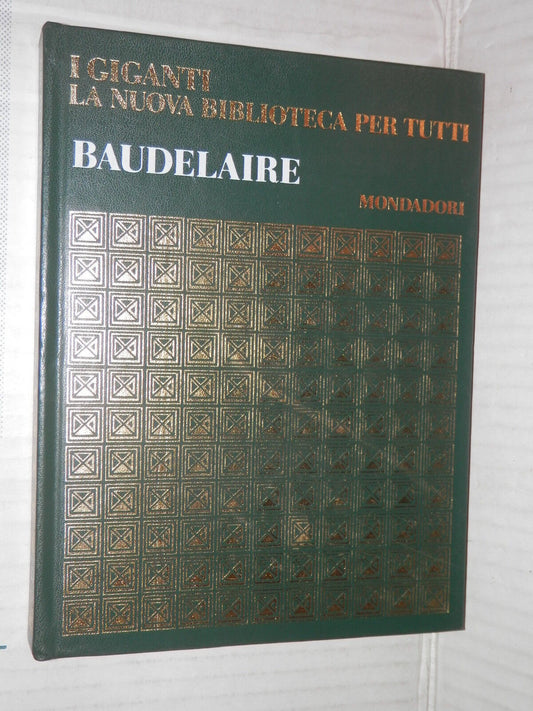 I GIGANTI
LA NUOVA BIBLIOTECA PER TUTTI
BAUDELAIRE
MONDADORI